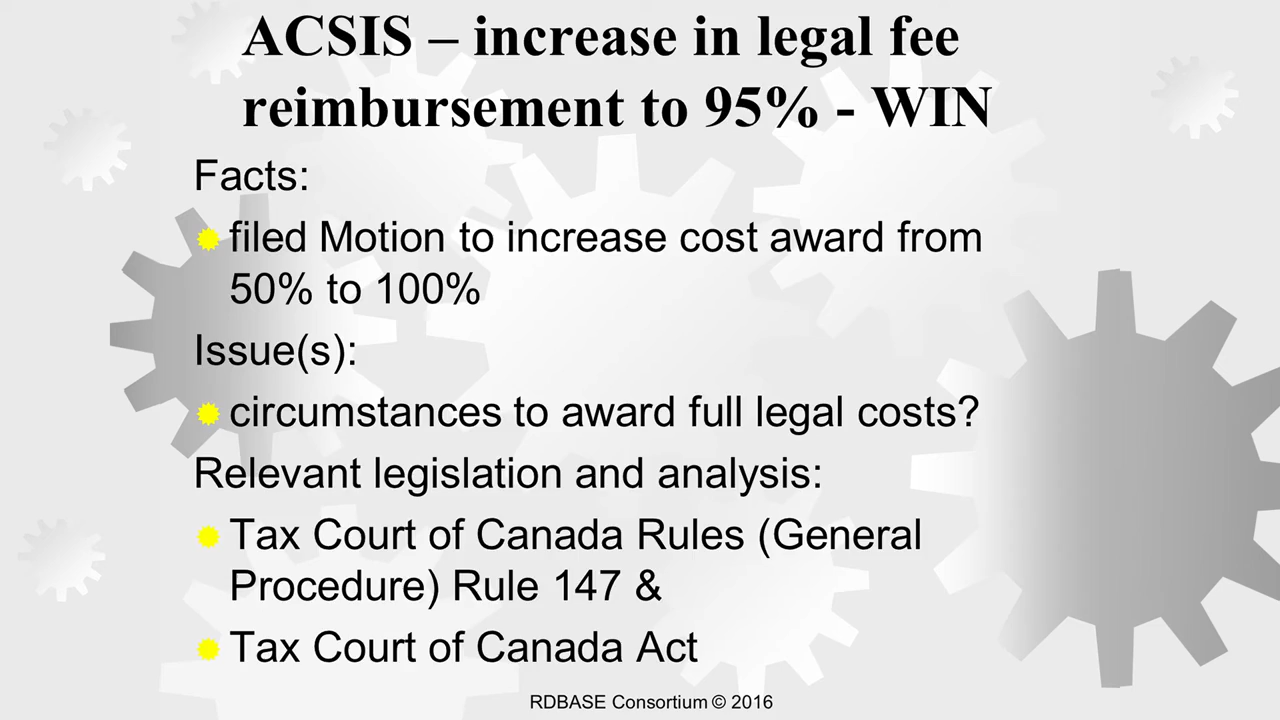 ACSIS – increase in legal fee
reimbursement to 95% - WIN
Facts:
filed Motion to increase cost award from
50% to 100%
Issue(s):
circumstances to award full legal costs?
Relevant legislation and analysis:
Tax Court of Canada Rules (General
Procedure) Rule 147 &
Tax Court of Canada Act
RDBASE Consortium © 2016